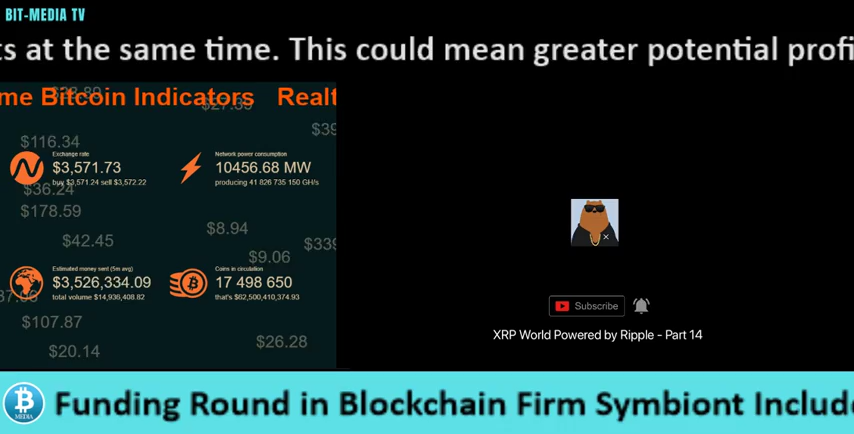 BIT-MEDIA TV
ts at the same time. This could mean greater potential profi
me Bitcoin Indicators Realt
$27.35
$39
$116.34
Exchange rate
$3,571.73
buy $3,571.24 sell $3,572.22
Network power consumption
10456.68 MW
producing 41 826 735 150 GH/s
$36.24
$178.59
$8.94
$42.45
$339
$9.06
Estimated money sent (5m avg)
$3,526,334.09
total volume $14,936,408.82
Coins in circulation
17 498 650
that's $62,500,410,374.93
$107.87
$26.28
$20.14
Subscribe
XRP World Powered by Ripple - Part 14
B
MEDIA
Funding Round in Blockchain Firm Symbiont Include